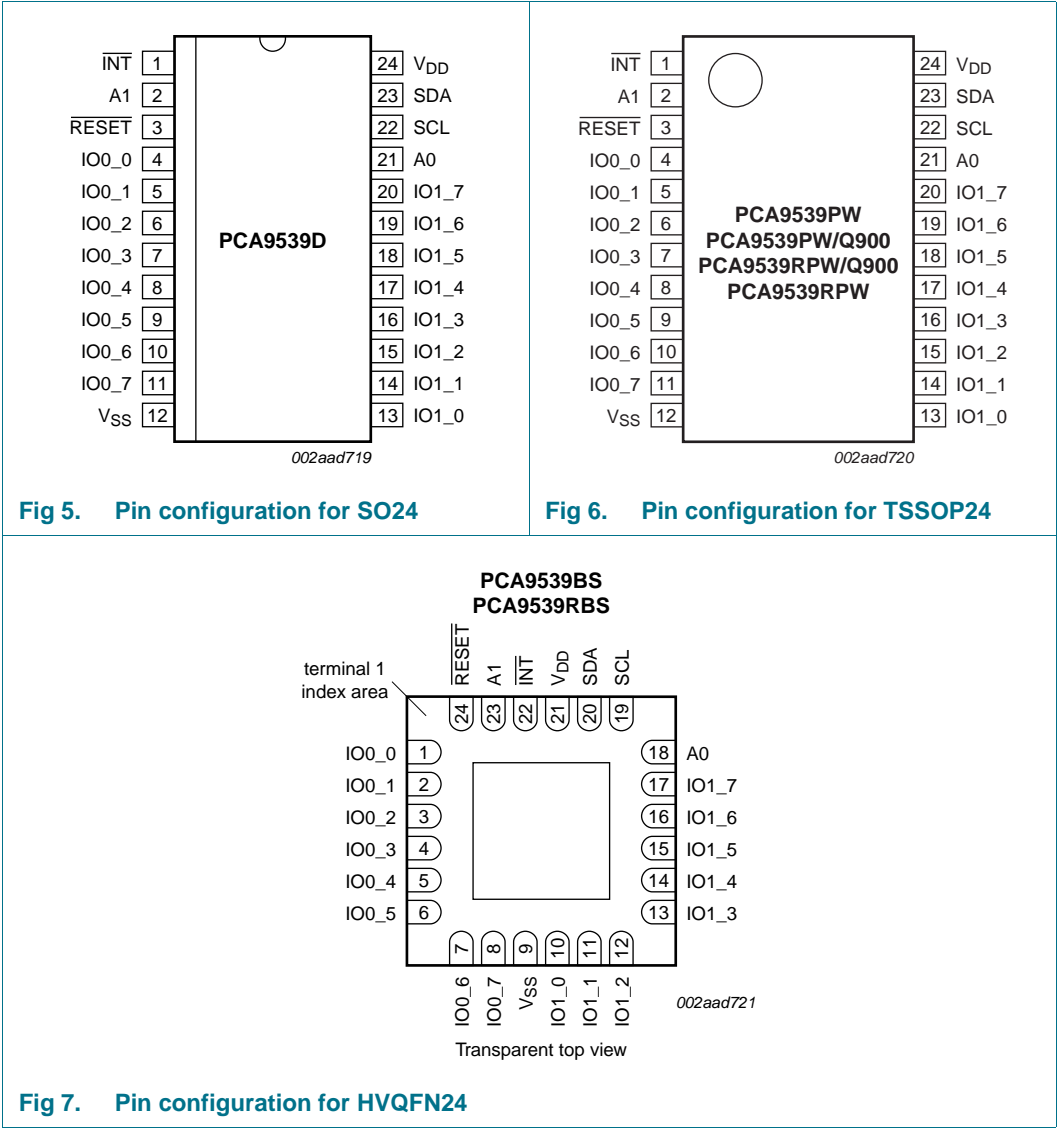 INT 1 24 VDD
A1 2 23 SDA
RESET 3 22 SCL
IO0_0 4 21 A0
IO0_1 5 20 IO1_7
IO0_2 6 19 IO1_6
IO0_3 7 PCA9539D 18 IO1_5
IO0_4 8 17 IO1_4
IO0_5 9 16 IO1_3
IO0_6 10 15 IO1_2
IO0_7 11 14 IO1_1
VSS 12 13 IO1_0
002aad719
Fig 5. Pin configuration for SO24
INT 1 24 VDD
A1 2 23 SDA
RESET 3 22 SCL
IO0_0 4 21 A0
IO0_1 5 20 IO1_7
PCA9539PW
IO0_2 6 19 IO1_6
PCA9539PW/Q900
IO0_3 7 18 IO1_5
PCA9539RPW/Q900
IO0_4 8 17 IO1_4
PCA9539RPW
IO0_5 9 16 IO1_3
IO0_6 10 15 IO1_2
IO0_7 11 14 IO1_1
VSS 12 13 IO1_0
002aad720
Fig 6. Pin configuration for TSSOP24
PCA9539BS
PCA9539RBS
terminal 1
index area
RESET A1 INT VDD SDA SCL
24 23 22 21 20 19
IO0_0 1 18 A0
IO0_1 2 17 IO1_7
IO0_2 3 16 IO1_6
IO0_3 4 15 IO1_5
IO0_4 5 14 IO1_4
IO0_5 6 13 IO1_3
7 8 9 10 11 12
IO0_6 IO0_7 VSS IO1_0 IO1_1 IO1_2
002aad721
Transparent top view
Fig 7. Pin configuration for HVQFN24